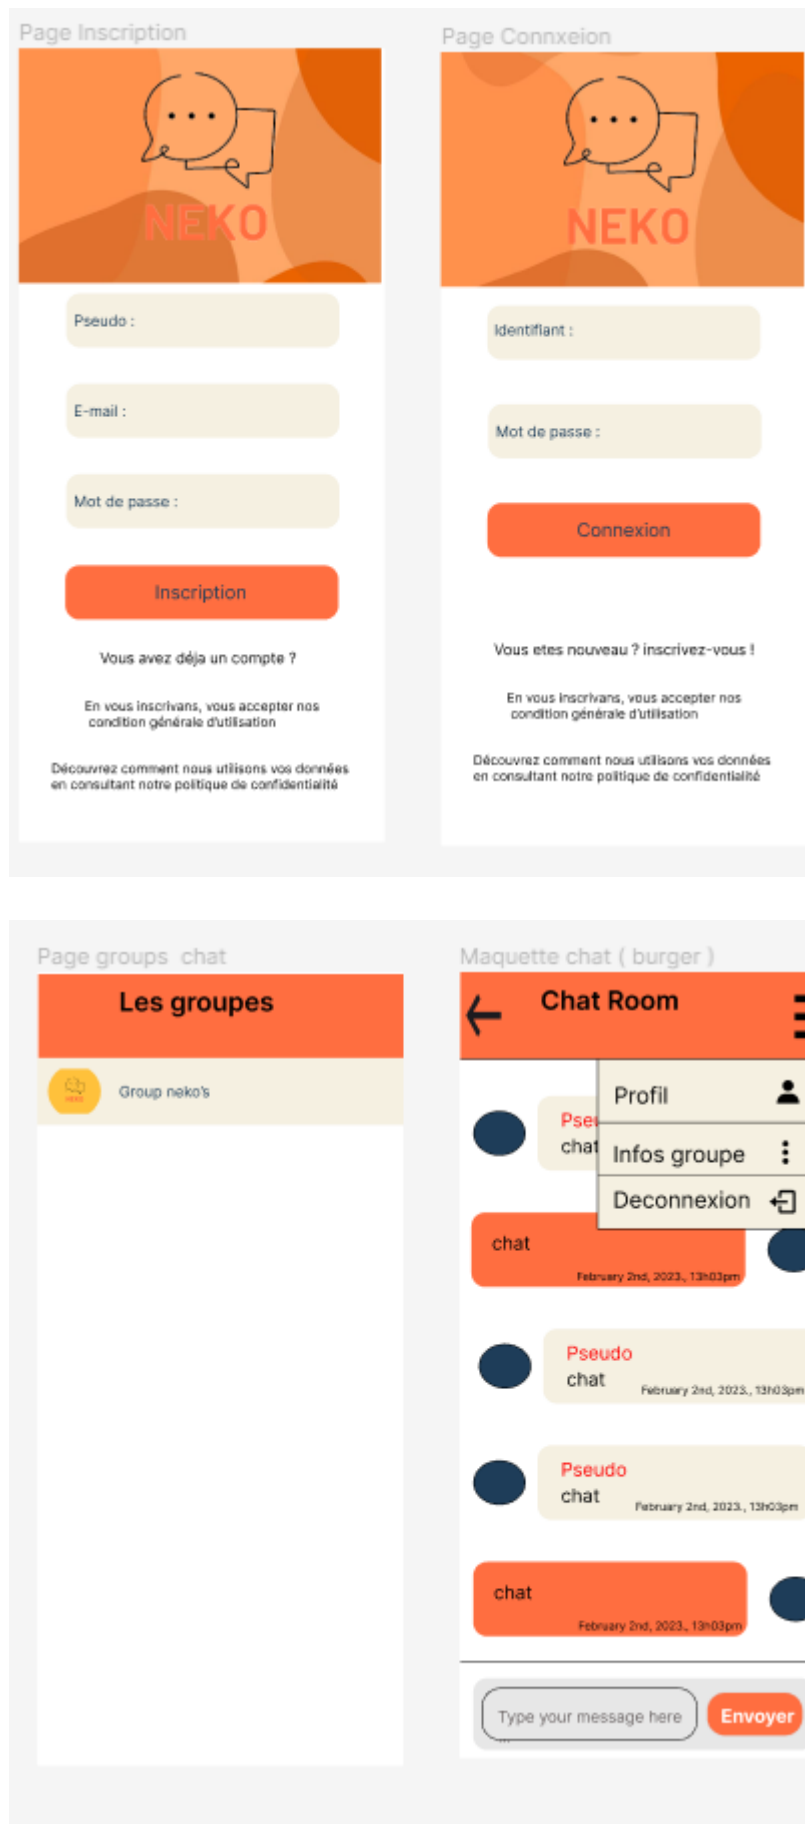 Page Inscription
NEKO
Pseudo :
E-mail :
Mot de passe :
Inscription
Vous avez déja un compte ?
En vous inscrivans, vous accepter nos
condition générale d'utilisation
Découvrez comment nous utilisons vos données
en consultant notre politique de confidentialité
Page Connxeion
NEKO
Identifiant :
Mot de passe :
Connexion
Vous etes nouveau ? inscrivez-vous !
En vous inscrivans, vous accepter nos
condition générale d'utilisation
Découvrez comment nous utilisons vos données
en consultant notre politique de confidentialité
Page groups chat
Les groupes
NEKO
Group neko's
Maquette chat ( burger )
Chat Room
Profil
Infos groupe
Deconnexion
chat
chat
February 2nd, 2023., 13h03pm
Pseudo
chat
February 2nd, 2023., 13h03pm
Pseudo
chat
February 2nd, 2023., 13h03pm
chat
February 2nd, 2023., 13h03pm
Type your message here
...
Envoyer